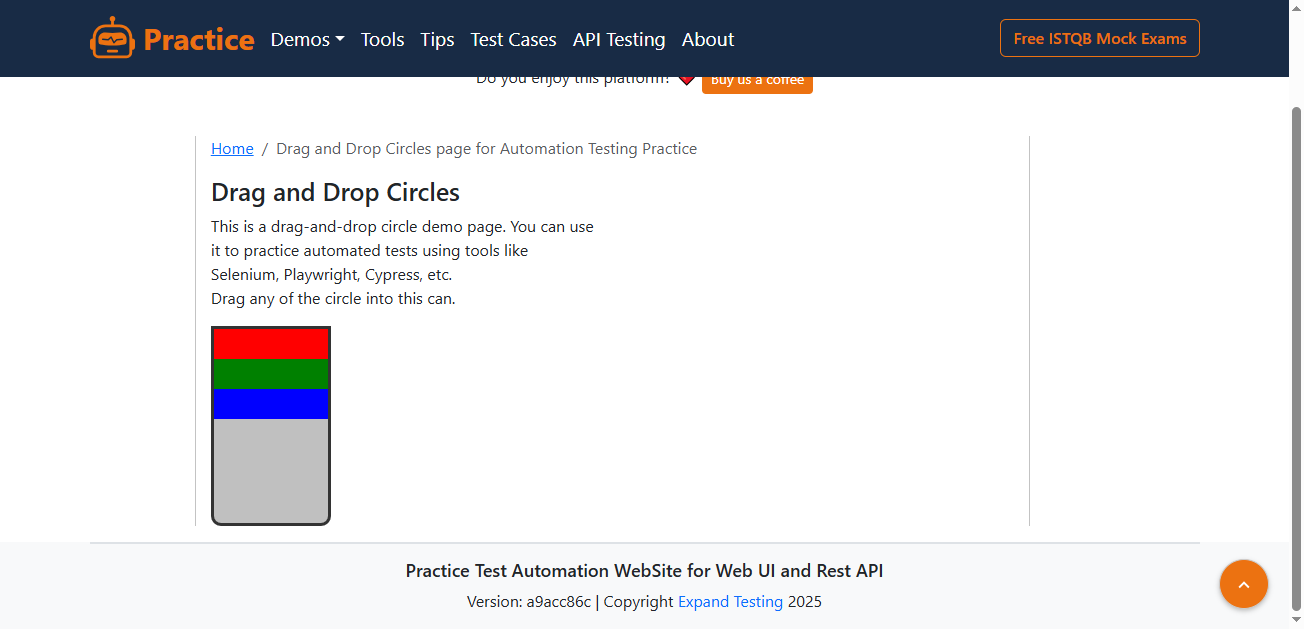 Practice
Demos Tools Tips Test Cases API Testing About
Free ISTQB Mock Exams
Do you enjoy this platform?
Buy us a coffee
Home / Drag and Drop Circles page for Automation Testing Practice
Drag and Drop Circles
This is a drag-and-drop circle demo page. You can use
it to practice automated tests using tools like
Selenium, Playwright, Cypress, etc.
Drag any of the circle into this can.
Practice Test Automation WebSite for Web UI and Rest API
Version: a9acc86c | Copyright Expand Testing 2025